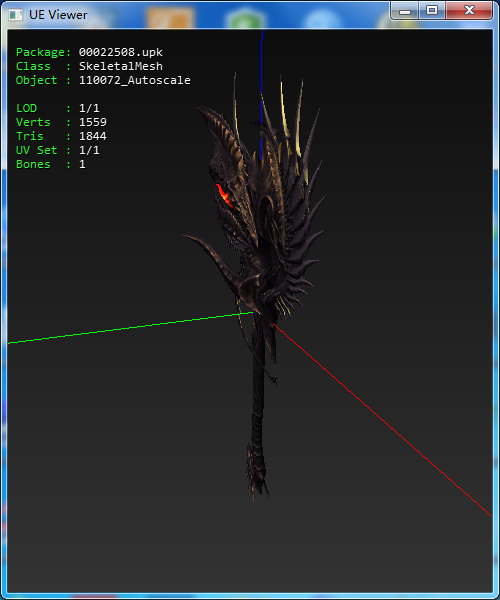 UE Viewer
Package: 00022508.upk
Class : SkeletalMesh
Object : 110072_Autoscale
LOD : 1/1
Verts : 1559
Tris : 1844
UV Set : 1/1
Bones : 1